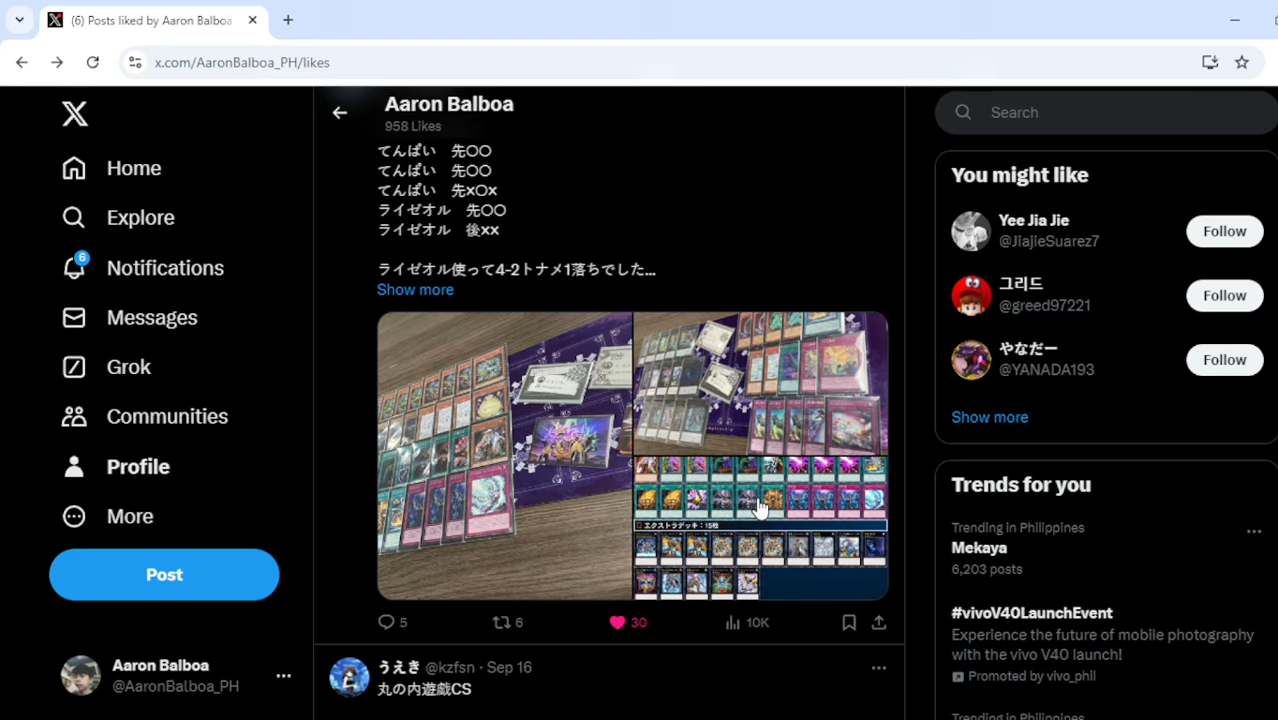 (6) Posts liked by Aaron Balboa
x.com/AaronBalboa_PH/likes
Home
Explore
6
Notifications
Messages
Grok
Communities
Profile
More
Post
Aaron Balboa
@AaronBalboa_PH
Aaron Balboa
958 Likes
てんぱい　先〇〇
てんぱい　先〇〇
てんぱい　先×〇×
ライゼオル　先〇〇
ライゼオル　後××
ライゼオル使って4-2トナメ1落ちでした...
Show more
エクストラデッキ：15枚
5
6
30
10K
うえき @kzfsn · Sep 16
丸の内遊戯CS
Search
You might like
Yee Jia Jie
@JiajieSuarez7
Follow
그리드
@greed97221
Follow
やなだー
@YANADA193
Follow
Show more
Trends for you
Trending in Philippines
Mekaya
6,203 posts
#vivoV40LaunchEvent
Experience the future of mobile photography
with the vivo V40 launch!
Promoted by vivo_phil
Trending in Philippines